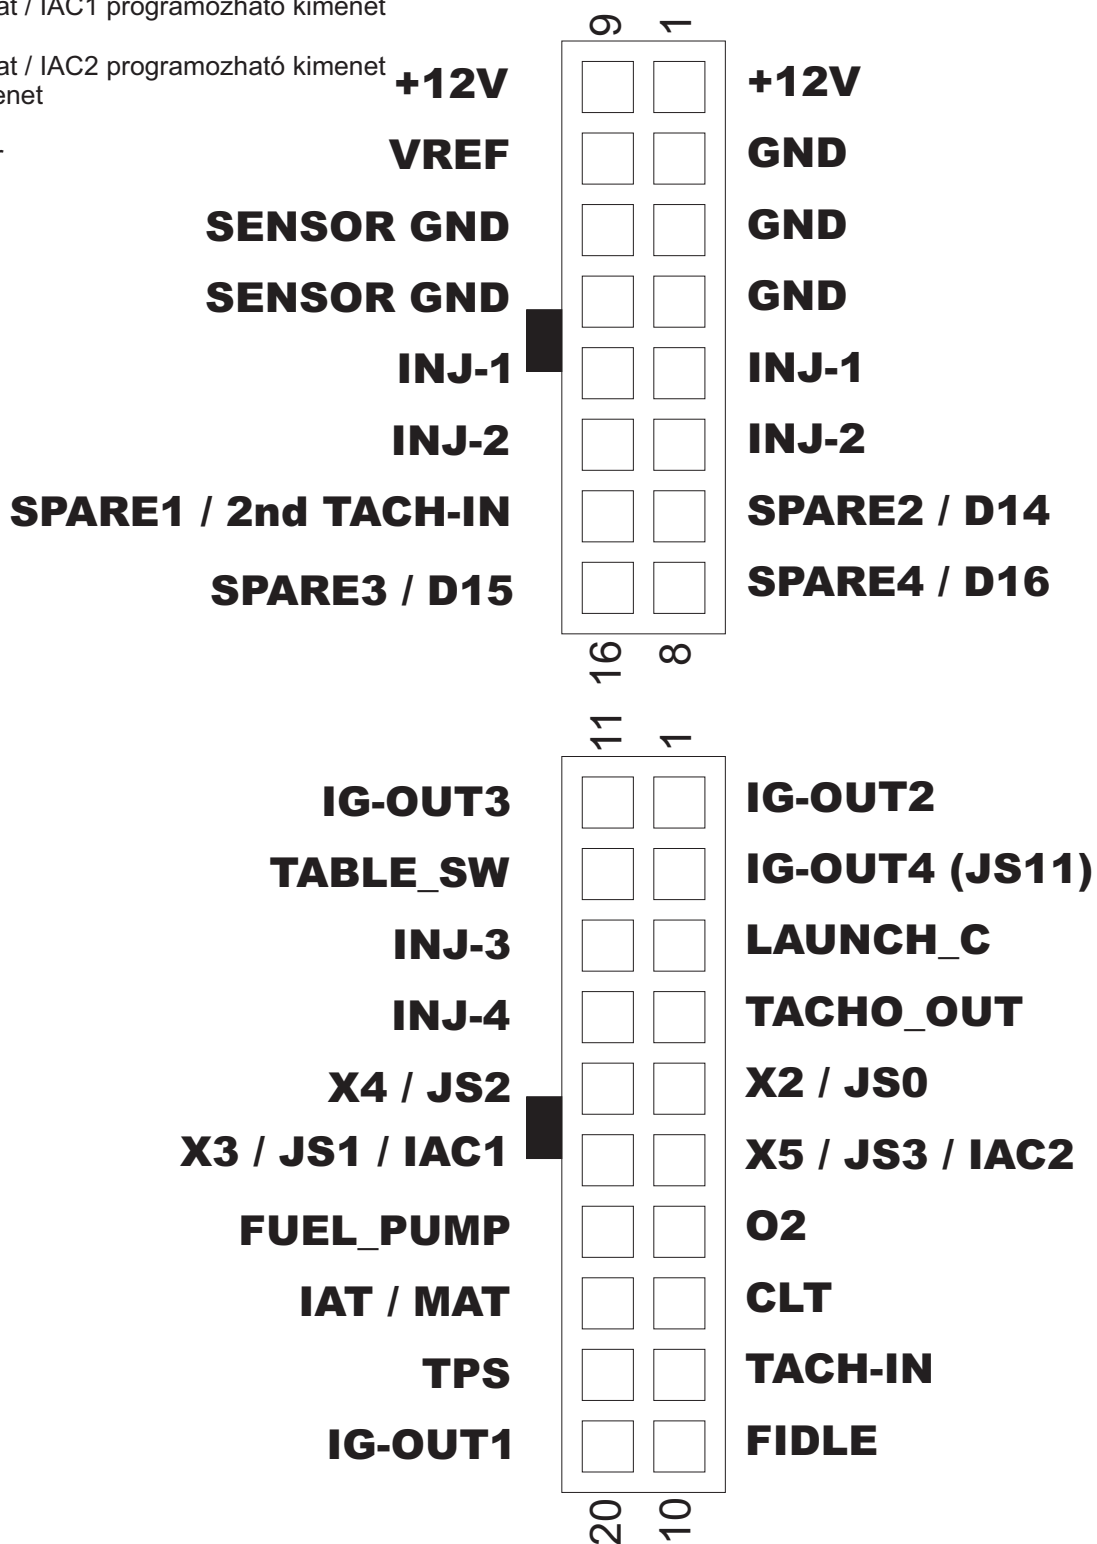 at / IAC1 programozható kimenet
at / IAC2 programozható kimenet
enet
9 1
+12V +12V
VREF GND
SENSOR GND GND
SENSOR GND GND
INJ-1 INJ-1
INJ-2 INJ-2
SPARE1 / 2nd TACH-IN SPARE2 / D14
SPARE3 / D15 SPARE4 / D16
16 8
11 1
IG-OUT3 IG-OUT2
TABLE_SW IG-OUT4 (JS11)
INJ-3 LAUNCH_C
INJ-4 TACHO_OUT
X4 / JS2 X2 / JS0
X3 / JS1 / IAC1 X5 / JS3 / IAC2
FUEL_PUMP O2
IAT / MAT CLT
TPS TACH-IN
IG-OUT1 FIDLE
20 10